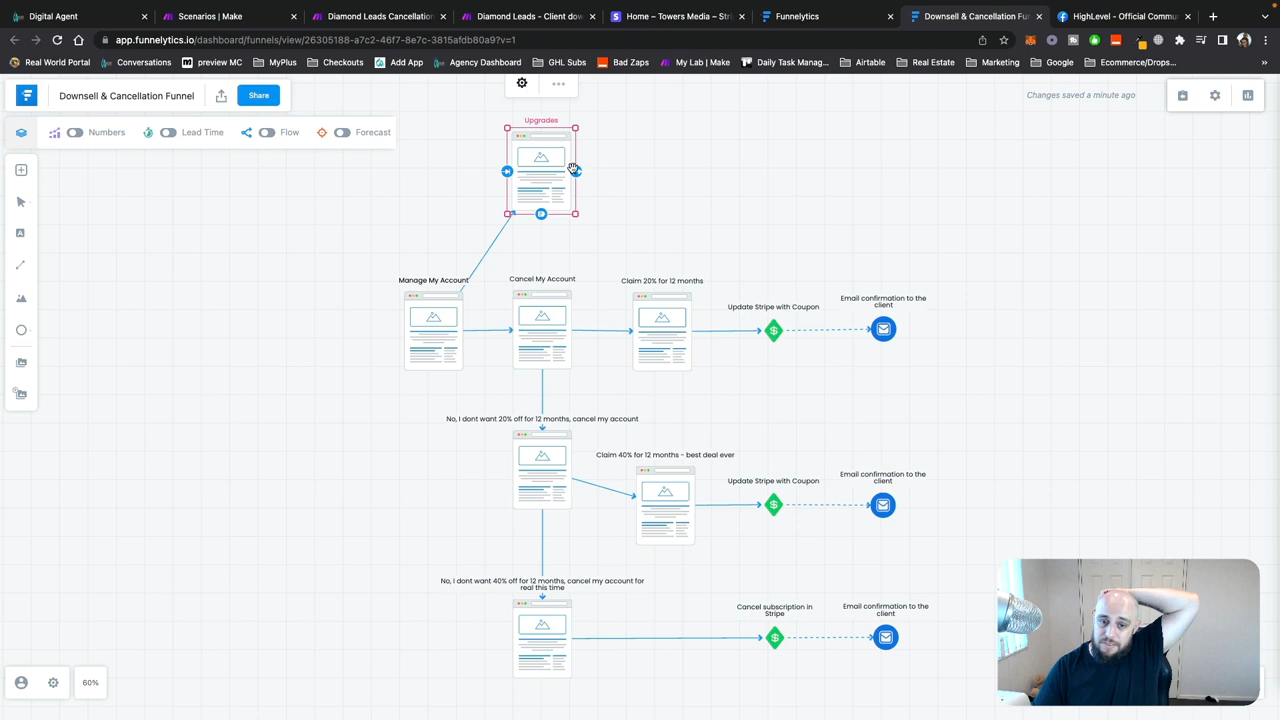 Digital Agent
Scenarios | Make
Diamond Leads Cancellation
Diamond Leads - Client dow
Home – Towers Media – Stri
Funnelytics
Downsell & Cancellation Fun
HighLevel - Official Commu
app.funnelytics.io/dashboard/funnels/view/26305188-a7c2-46f7-8e7c-3815afdb80a9?v=1
Real World Portal
Conversations
preview MC
MyPlus
Checkouts
Add App
Agency Dashboard
GHL Subs
Bad Zaps
My Lab | Make
Daily Task Manag...
Airtable
Real Estate
Marketing
Google
Ecommerce/Drops...
Downsell & Cancellation Funnel
Share
Changes saved a minute ago
Numbers
Lead Time
Flow
Forecast
Upgrades
Manage My Account
Cancel My Account
Claim 20% for 12 months
Update Stripe with Coupon
Email confirmation to the
client
No, I dont want 20% off for 12 months, cancel my account
Claim 40% for 12 months - best deal ever
Update Stripe with Coupon
Email confirmation to the
client
No, I dont want 40% off for 12 months, cancel my account for
real this time
Cancel subscription in
Stripe
Email confirmation to the
client
60%